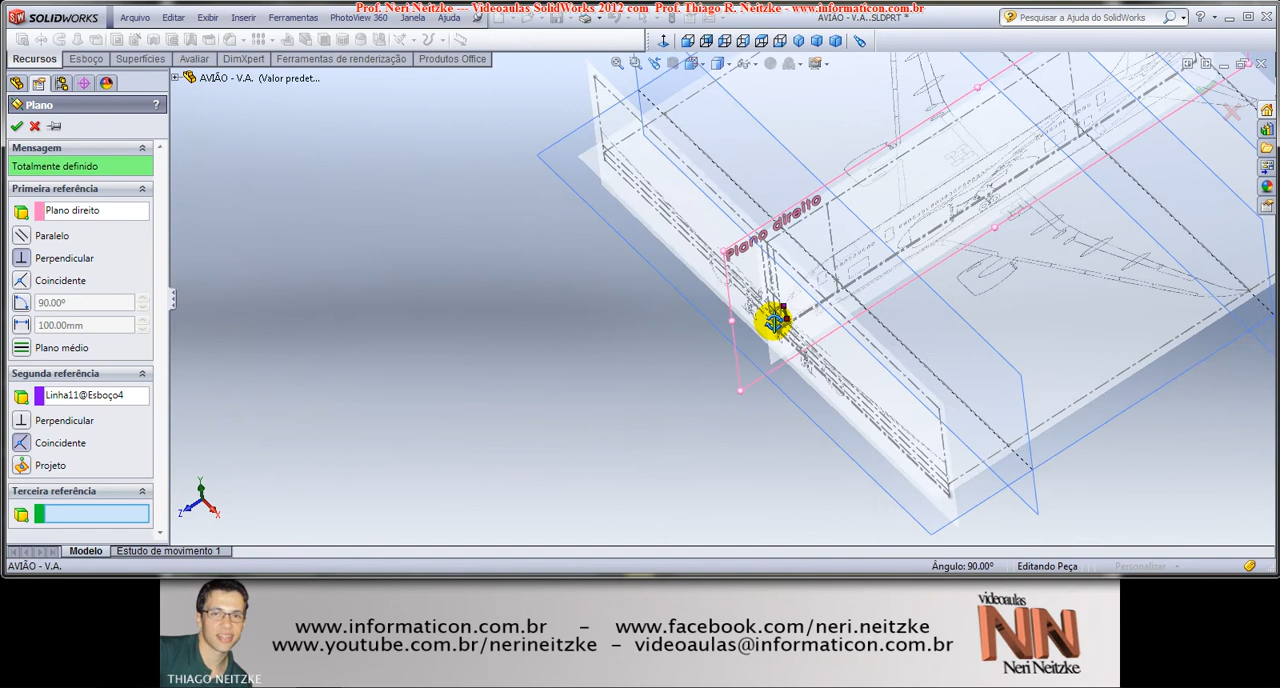 Prof. Neri Neitzke --- Videoaulas SolidWorks 2012 com Prof. Thiago R. Neitzke - www.informaticon.com.br
SOLIDWORKS
Arquivo Editar Exibir Inserir Ferramentas PhotoView 360 Janela Ajuda
AVIÃO - V.A..SLDPRT *
Pesquisar a Ajuda do SolidWorks
Recursos Esboço Superfícies Avaliar DimXpert Ferramentas de renderização Produtos Office
AVIÃO - V.A. (Valor predet...
Plano ?
Mensagem
Totalmente definido
Primeira referência
Plano direito
Paralelo
Perpendicular
Coincidente
90.00º
100.00mm
Plano médio
Segunda referência
Linha11@Esboço4
Perpendicular
Coincidente
Projeto
Terceira referência
Plano direito
Y
Z
X
Modelo Estudo de movimento 1
AVIÃO - V.A.
Ângulo: 90.00º Editando Peça Personalizar
www.informaticon.com.br - www.facebook.com/neri.neitzke
www.youtube.com.br/nerineitzke - videoaulas@informaticon.com.br
THIAGO NEITZKE
videoaulas
NN
Neri Neitzke